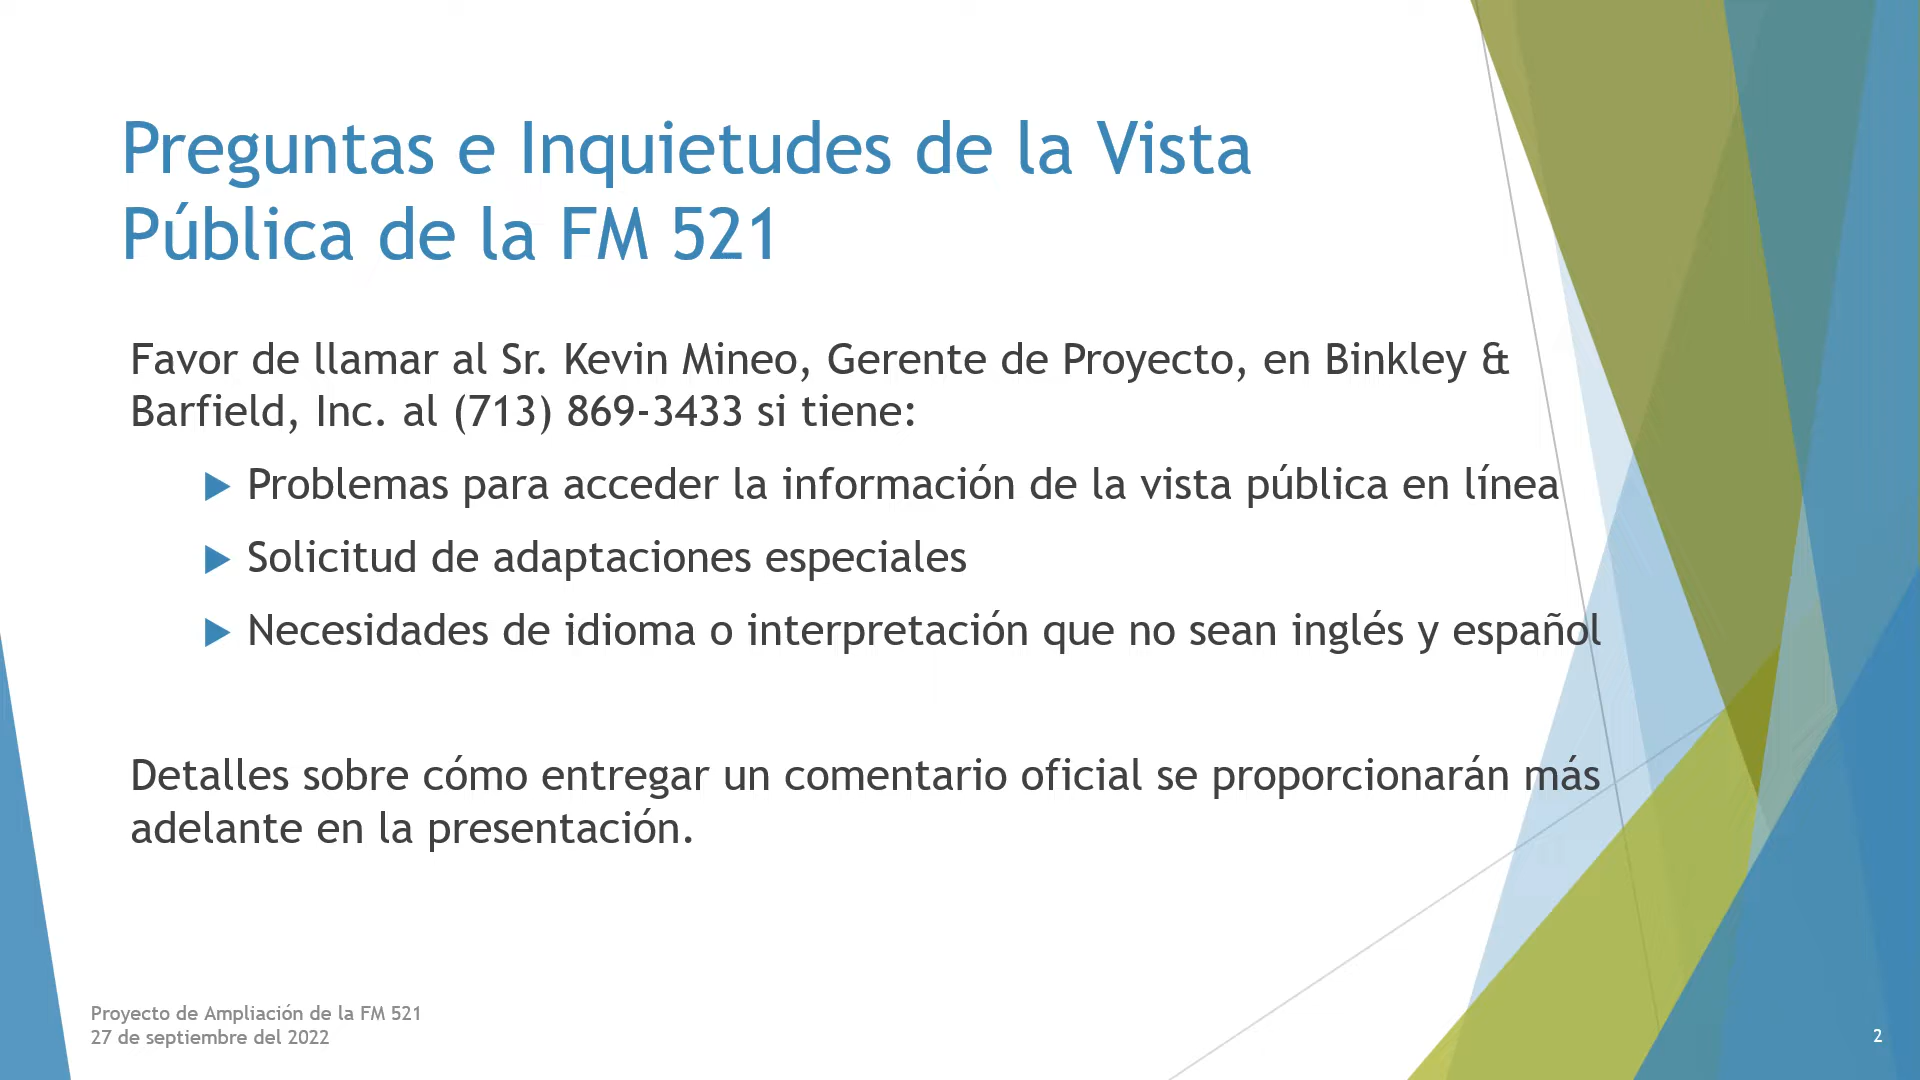 Preguntas e Inquietudes de la Vista
Pública de la FM 521
Favor de llamar al Sr. Kevin Mineo, Gerente de Proyecto, en Binkley &
Barfield, Inc. al (713) 869-3433 si tiene:
Problemas para acceder la información de la vista pública en línea
Solicitud de adaptaciones especiales
Necesidades de idioma o interpretación que no sean inglés y español
Detalles sobre cómo entregar un comentario oficial se proporcionarán más
adelante en la presentación.
Proyecto de Ampliación de la FM 521
27 de septiembre del 2022
2